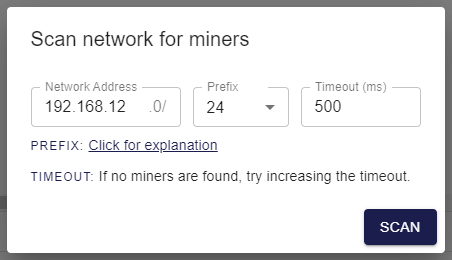 Scan network for miners
Network Address Prefix Timeout (ms)
192.168.12 .0/ 24 500
PREFIX: Click for explanation
TIMEOUT: If no miners are found, try increasing the timeout.
SCAN